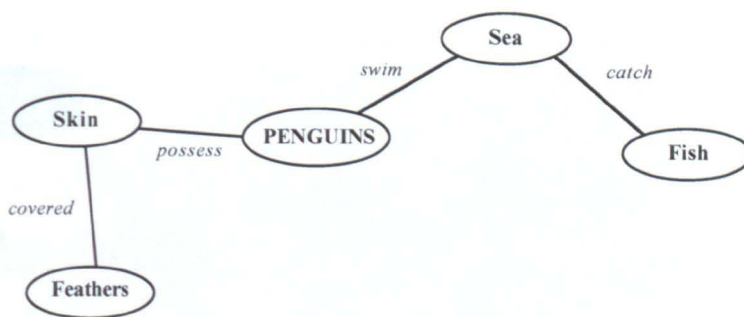 Sea
swim
catch
Skin
PENGUINS
possess
Fish
covered
Feathers